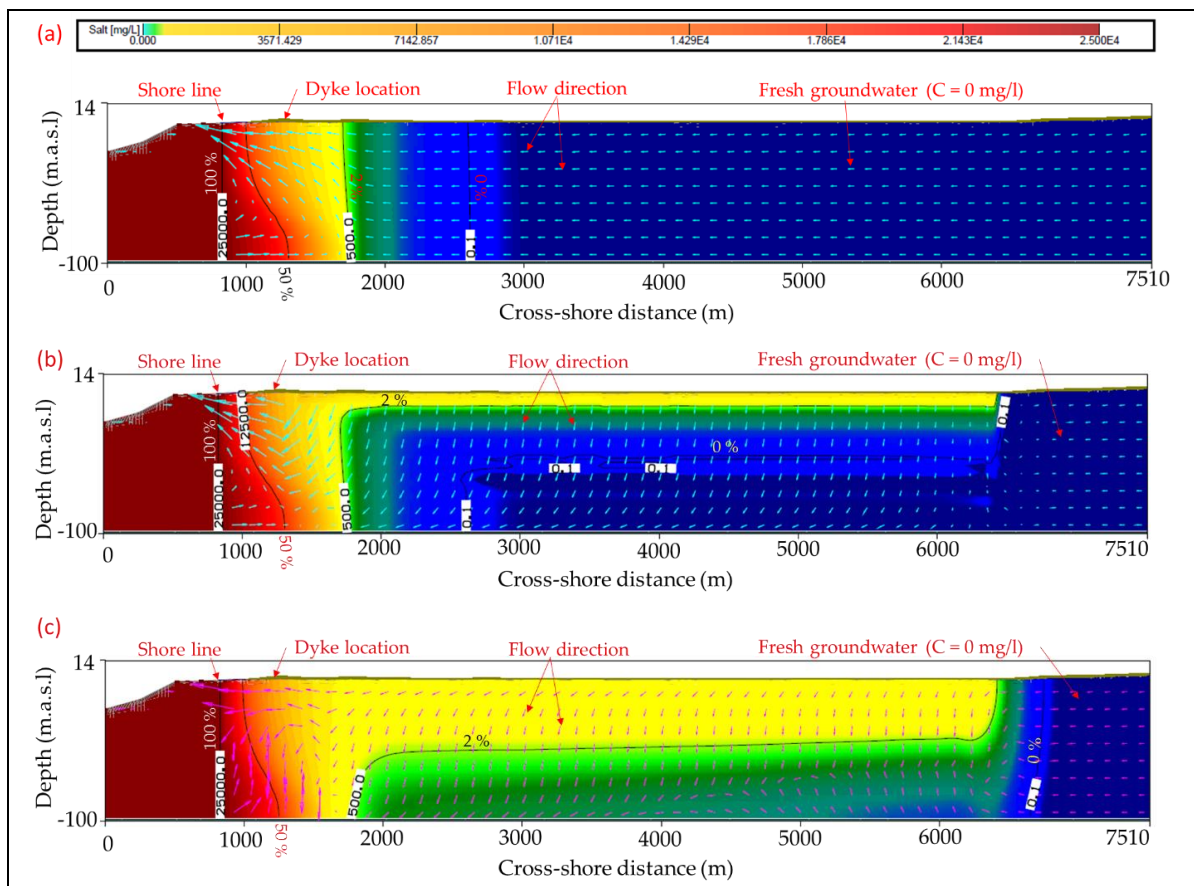 (a)
Salt [mg/L]
0.000 3571.429 7142.857 1.071E4 1.429E4 1.786E4 2.143E4 2.500E4
Shore line Dyke location Flow direction Fresh groundwater (C = 0 mg/l)
14
Depth (m.a.s.l)
-100
100 %
25000.0
50 %
2 %
500.0
0 %
0.1
0 1000 2000 3000 4000 5000 6000 7510
Cross-shore distance (m)
(b)
Shore line Dyke location Flow direction Fresh groundwater (C = 0 mg/l)
14
Depth (m.a.s.l)
-100
100 %
25000.0
12500.0
50 %
2 %
500.0
0 %
0.1 0.1
0.1
0.1
0 1000 2000 3000 4000 5000 6000 7510
Cross-shore distance (m)
(c)
Shore line Dyke location Flow direction Fresh groundwater (C = 0 mg/l)
14
Depth (m.a.s.l)
-100
100 %
25000.0
50 %
2 %
500.0
0 %
0.1
0 1000 2000 3000 4000 5000 6000 7510
Cross-shore distance (m)